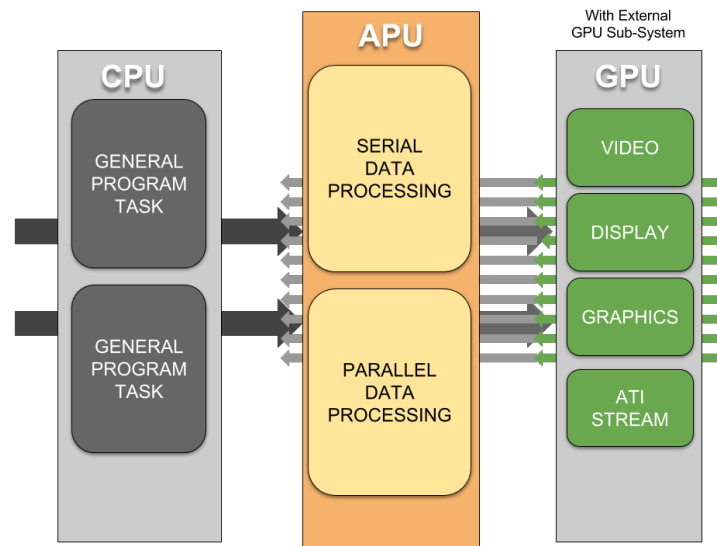 CPU
GENERAL
PROGRAM
TASK
GENERAL
PROGRAM
TASK
APU
SERIAL
DATA
PROCESSING
PARALLEL
DATA
PROCESSING
With External
GPU Sub-System
GPU
VIDEO
DISPLAY
GRAPHICS
ATI
STREAM